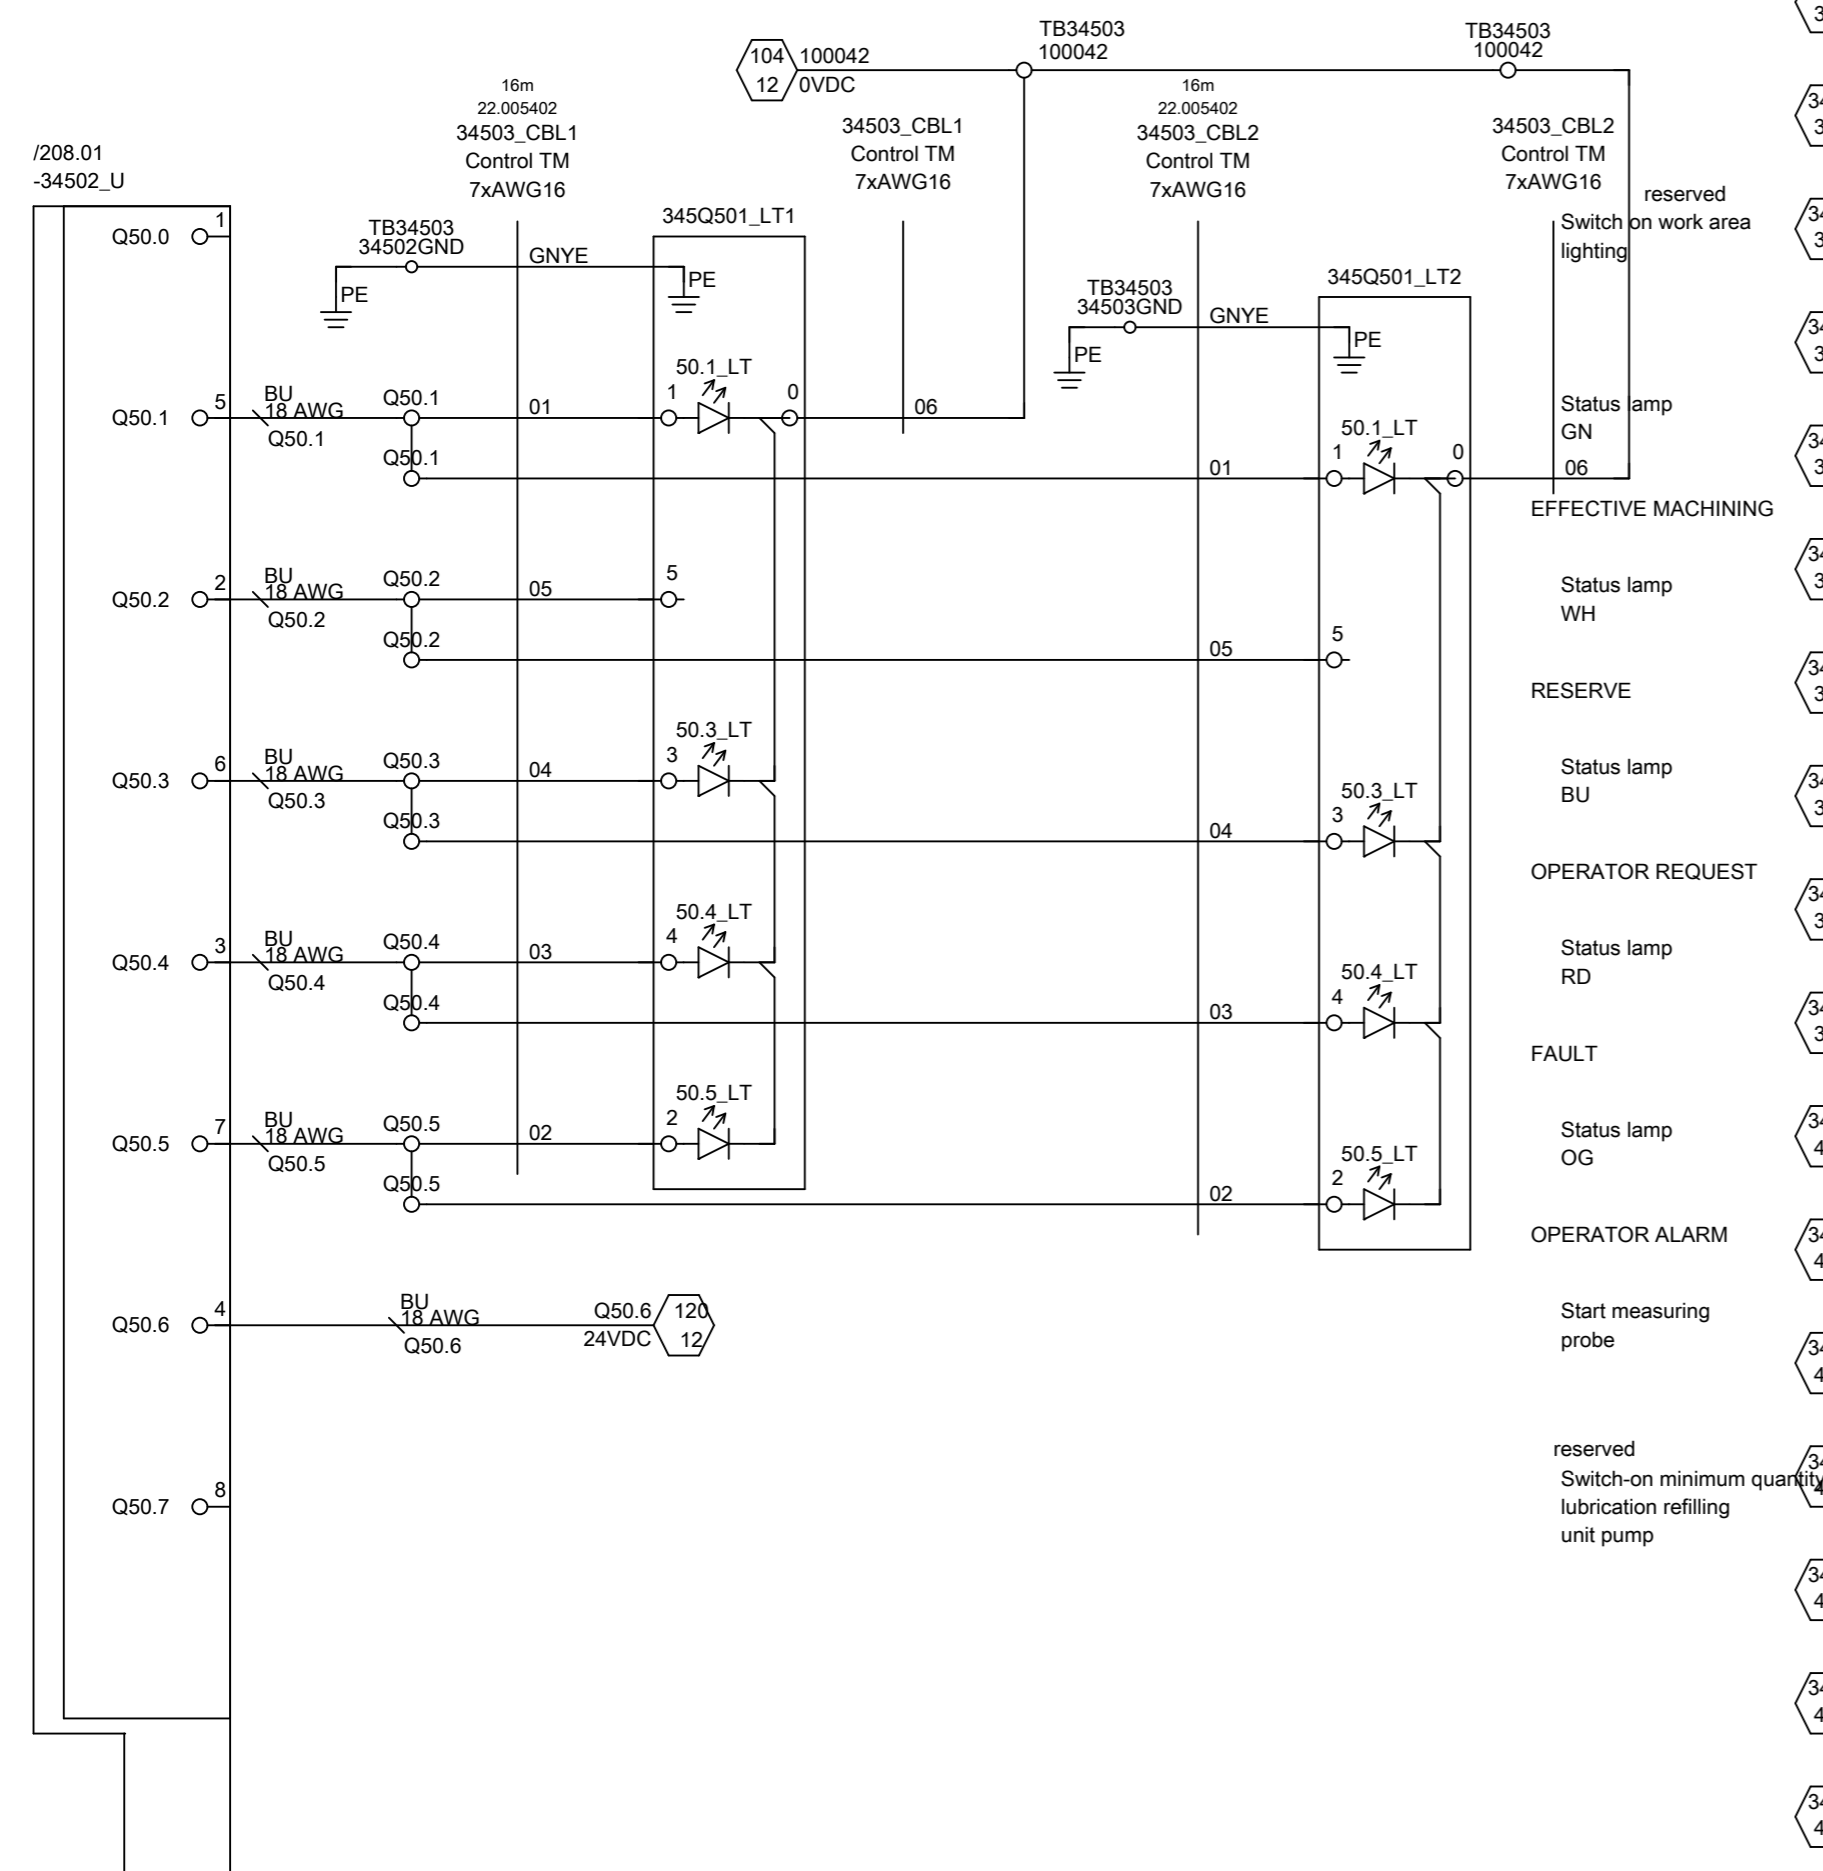 TB34503
100042
TB34503
100042
104
12
100042
0VDC
16m
22.005402
34503_CBL1
Control TM
7xAWG16
34503_CBL1
Control TM
7xAWG16
16m
22.005402
34503_CBL2
Control TM
7xAWG16
34503_CBL2
Control TM
7xAWG16
/208.01
-34502_U
reserved
Switch on work area
lighting
Q50.0
1
TB34503
34502GND
PE
GNYE
345Q501_LT1
PE
TB34503
34503GND
PE
GNYE
345Q501_LT2
PE
Q50.1
5
BU
18 AWG
Q50.1
Q50.1
01
1
50.1_LT
0
06
Q50.1
01
1
50.1_LT
0
06
Status lamp
GN
EFFECTIVE MACHINING
Q50.2
2
BU
18 AWG
Q50.2
Q50.2
05
5
Q50.2
05
5
Status lamp
WH
RESERVE
Q50.3
6
BU
18 AWG
Q50.3
Q50.3
04
3
50.3_LT
Q50.3
04
3
50.3_LT
Status lamp
BU
OPERATOR REQUEST
Q50.4
3
BU
18 AWG
Q50.4
Q50.4
03
4
50.4_LT
Q50.4
03
4
50.4_LT
Status lamp
RD
FAULT
Q50.5
7
BU
18 AWG
Q50.5
Q50.5
02
2
50.5_LT
Q50.5
02
2
50.5_LT
Status lamp
OG
OPERATOR ALARM
Q50.6
4
BU
18 AWG
Q50.6
Q50.6
24VDC
120
12
Start measuring
probe
Q50.7
8
reserved
Switch-on minimum quantity
lubrication refilling
unit pump